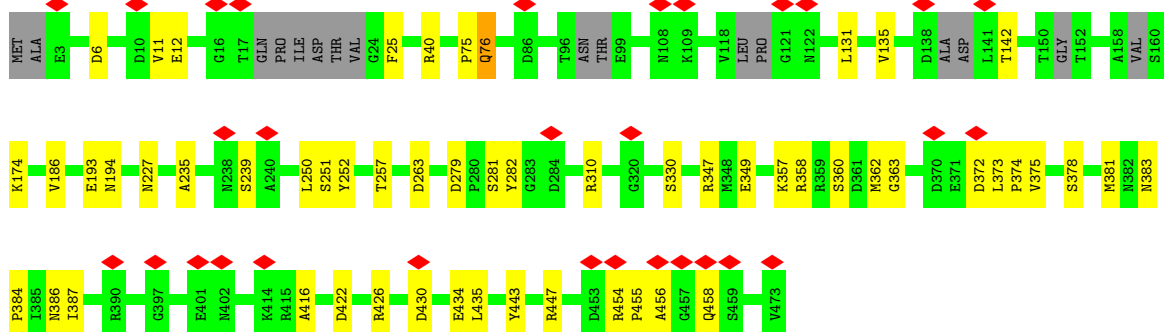 MET ALA E3 D6 D10 V11 E12 G16 T17 GLN PRO ILE ASP THR VAL G24 F25 R40 P75 Q76 D86 T96 ASN THR E99 N108 K109 V118 LEU PRO G121 N122 L131 V135 D138 ALA ASP L141 T142 T150 GLY T152 A158 VAL S160
K174 V186 E193 N194 N227 A235 N238 S239 A240 L250 S251 Y252 T257 D263 D279 P280 S281 Y282 G283 D284 R310 G320 S330 R347 M348 E349 K357 R358 R359 S360 D361 M362 G363 D370 E371 D372 L373 P374 V375 S378 M381 N382 N383
P384 I385 N386 I387 R390 G397 E401 N402 K414 R415 A416 D422 R426 D430 E434 L435 Y443 R447 D453 R454 P455 A456 G457 Q458 S459 V473